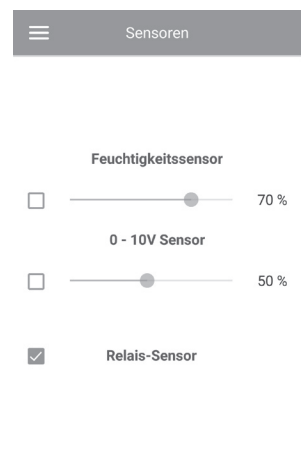 Sensoren
Feuchtigkeitssensor
70 %
0 - 10V Sensor
50 %
Relais-Sensor